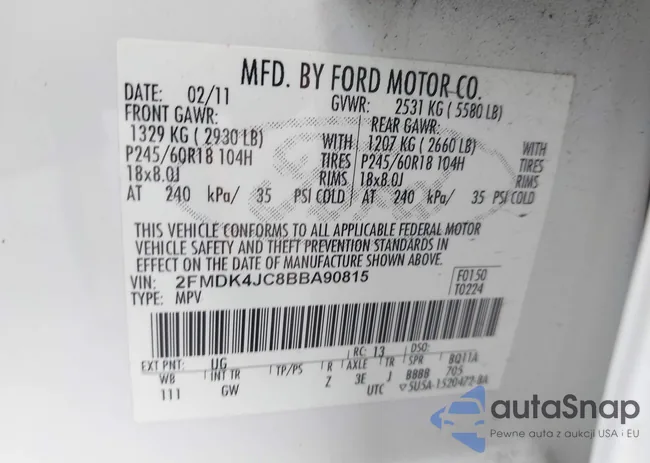 MFD. BY FORD MOTOR CO.
DATE: 02/11 GVWR: 2531 KG ( 5580 LB)
FRONT GAWR: REAR GAWR:
1329 KG ( 2930 LB) WITH 1207 KG ( 2660 LB) WITH
P245/60R18 104H TIRES P245/60R18 104H TIRES
18x8.0J RIMS 18x8.0J RIMS
AT 240 kPa/ 35 PSI COLD AT 240 kPa/ 35 PSI COLD
THIS VEHICLE CONFORMS TO ALL APPLICABLE FEDERAL MOTOR
VEHICLE SAFETY AND THEFT PREVENTION STANDARDS IN
EFFECT ON THE DATE OF MANUFACTURE SHOWN ABOVE.
VIN: 2FMDK4JC8BBA90815 F0150
TYPE: MPV T0224
EXT PNT: UG RC: 13 DSO:
WB INT TR TP/PS R AXLE TR SPR BQ11A
111 GW Z 3E J BBBB 705
UTC 5U5A-1520472-BA
autaSnap
Pewne auta z aukcji USA i EU